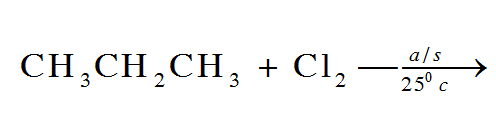 CH₃CH₂CH₃ + Cl₂ —a/s / 25⁰ c→